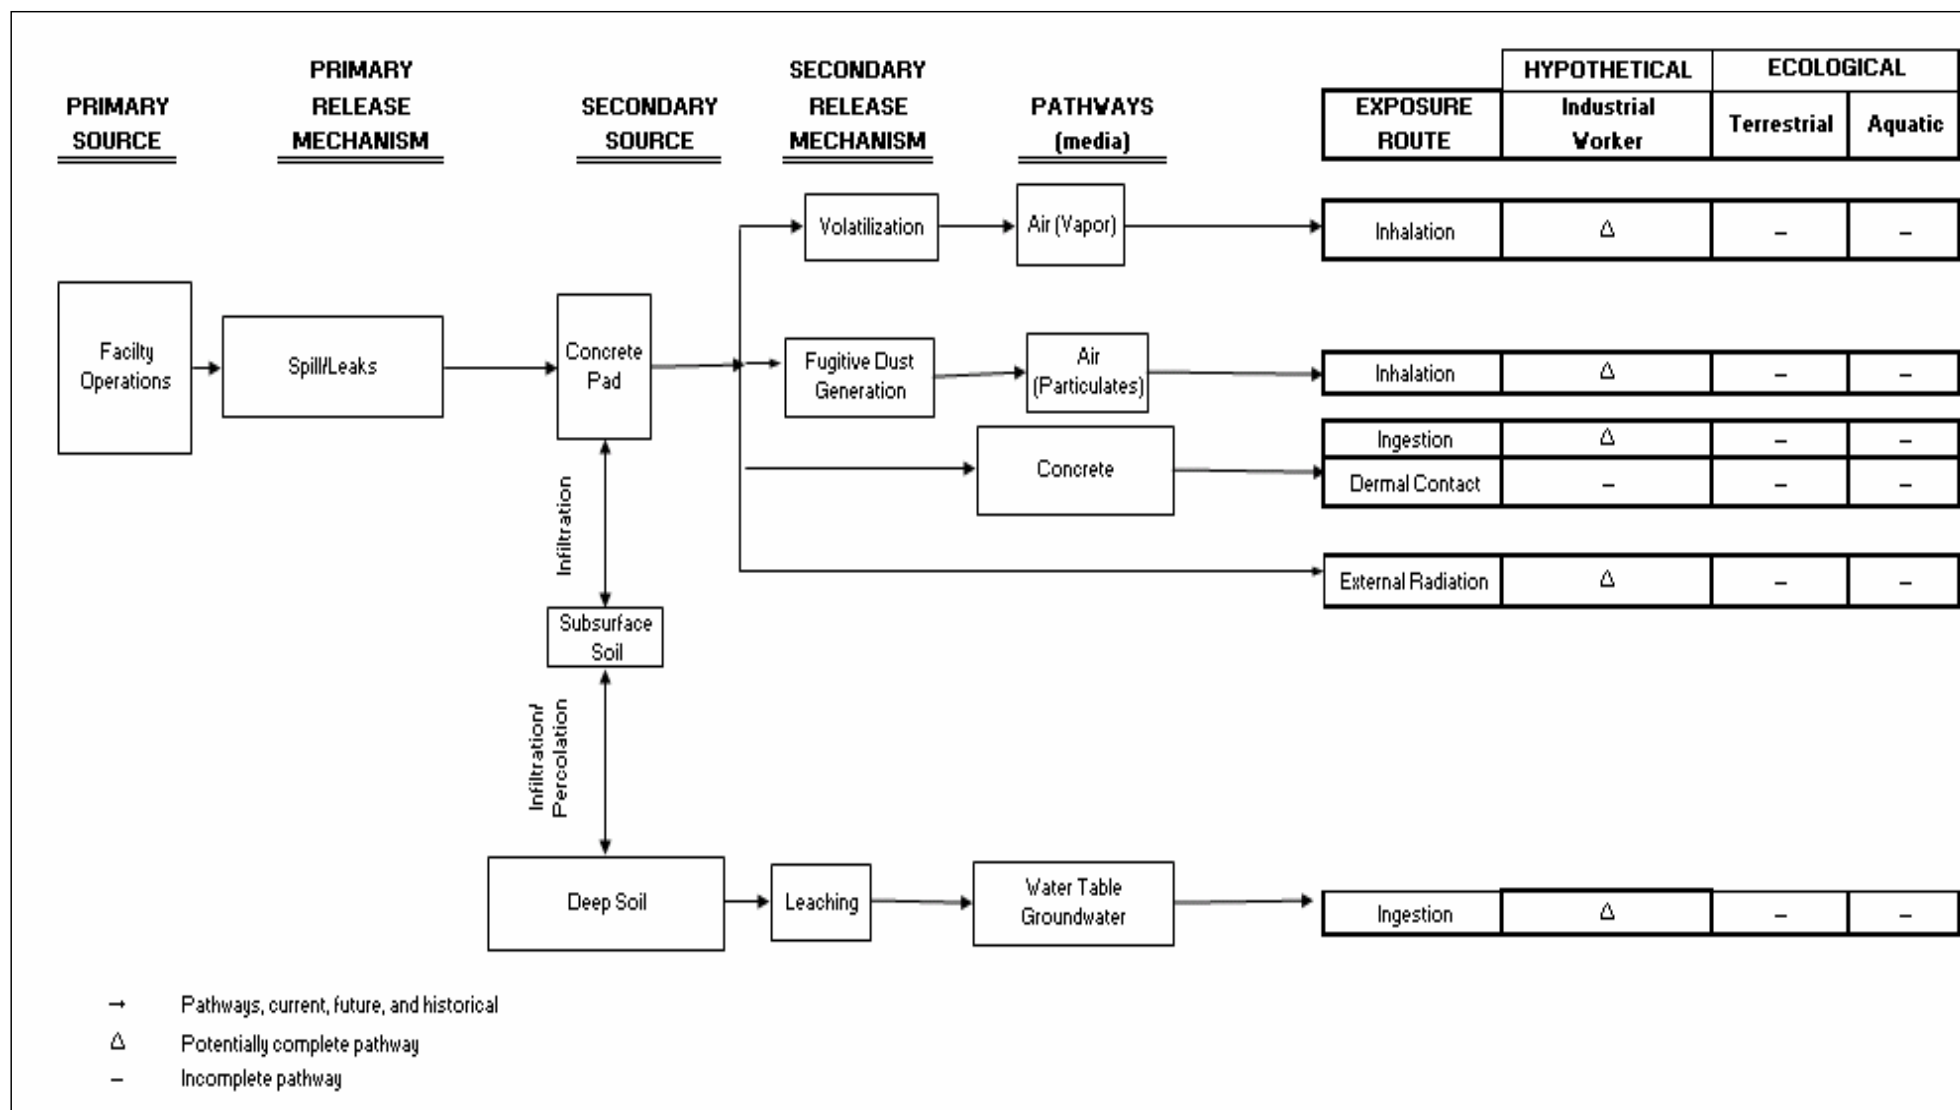 PRIMARY
SOURCE
PRIMARY
RELEASE
MECHANISM
SECONDARY
SOURCE
SECONDARY
RELEASE
MECHANISM
PATHWAYS
(media)
EXPOSURE
ROUTE
HYPOTHETICAL
Industrial
Worker
ECOLOGICAL
Terrestrial
Aquatic
Volatilization
Air (Vapor)
Inhalation Δ – –
Facilty
Operations
Spill/Leaks
Concrete
Pad
Fugitive Dust
Generation
Air
(Particulates)
Inhalation Δ – –
Concrete
Ingestion Δ – –
Dermal Contact – – –
Infiltration
External Radiation Δ – –
Subsurface
Soil
Infiltration/
Percolation
Deep Soil
Leaching
Water Table
Groundwater
Ingestion Δ – –
→ Pathways, current, future, and historical
Δ Potentially complete pathway
– Incomplete pathway